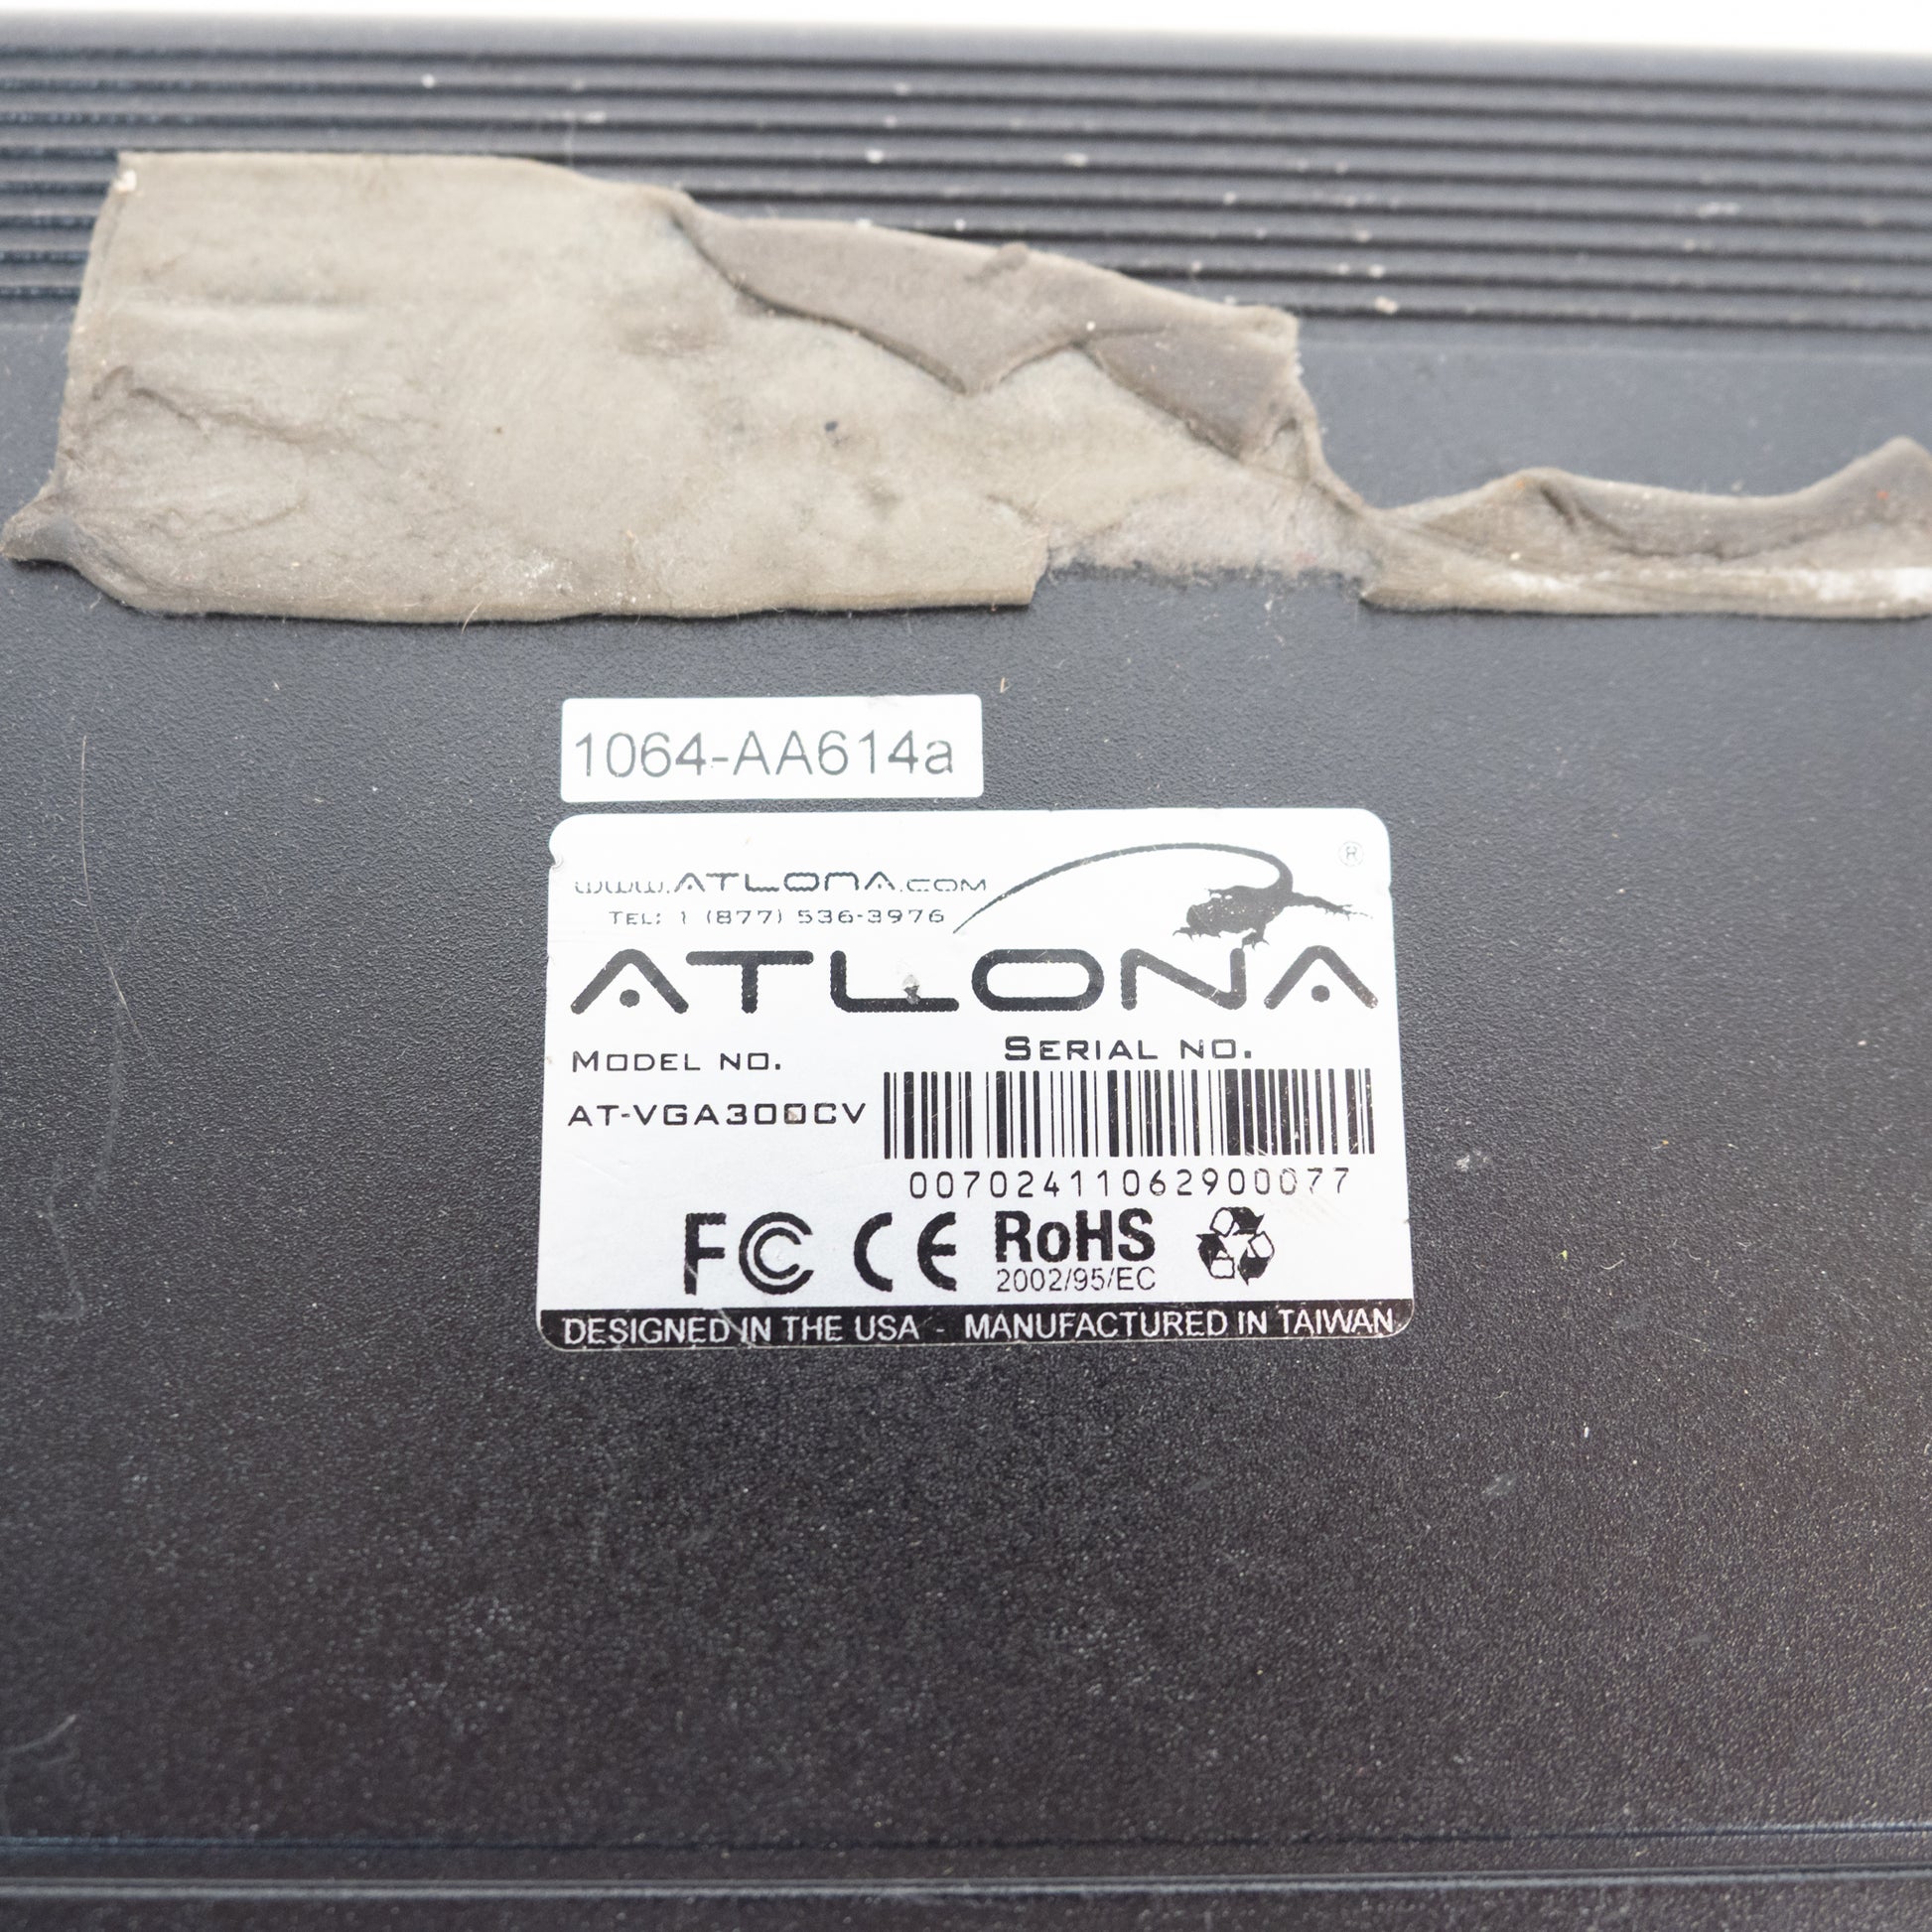 1064-AA614a
www.ATLONA.COM
®
TEL: 1 (877) 536-3976
ATLONA
MODEL NO.
SERIAL NO.
AT-VGA300CV
00702411062900077
FC CE RoHS
2002/95/EC
DESIGNED IN THE USA - MANUFACTURED IN TAIWAN